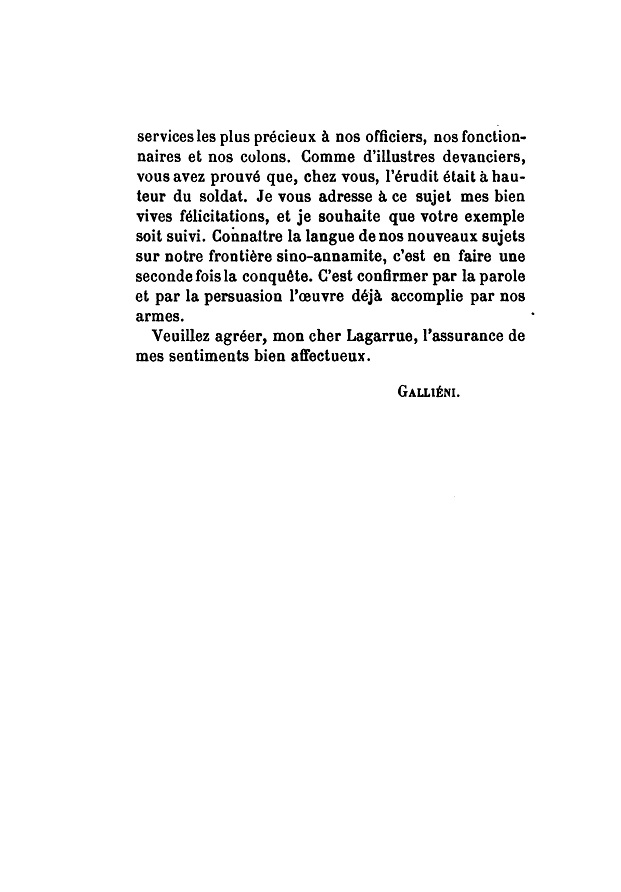 services les plus précieux à nos officiers, nos fonction-
naires et nos colons. Comme d'illustres devanciers,
vous avez prouvé que, chez vous, l'érudit était à hau-
teur du soldat. Je vous adresse à ce sujet mes bien
vives félicitations, et je souhaite que votre exemple
soit suivi. Connaître la langue de nos nouveaux sujets
sur notre frontière sino-annamite, c'est en faire une
seconde fois la conquête. C'est confirmer par la parole
et par la persuasion l'œuvre déjà accomplie par nos
armes.
Veuillez agréer, mon cher Lagarrue, l'assurance de
mes sentiments bien affectueux.
GALLIÉNI.